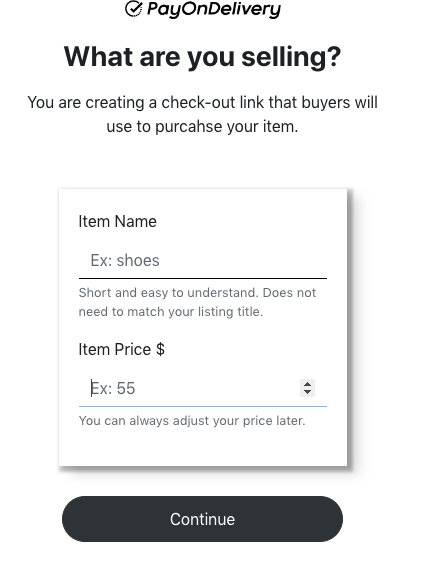 PayOnDelivery
What are you selling?
You are creating a check-out link that buyers will
use to purcahse your item.
Item Name
Ex: shoes
Short and easy to understand. Does not
need to match your listing title.
Item Price $
Ex: 55
You can always adjust your price later.
Continue